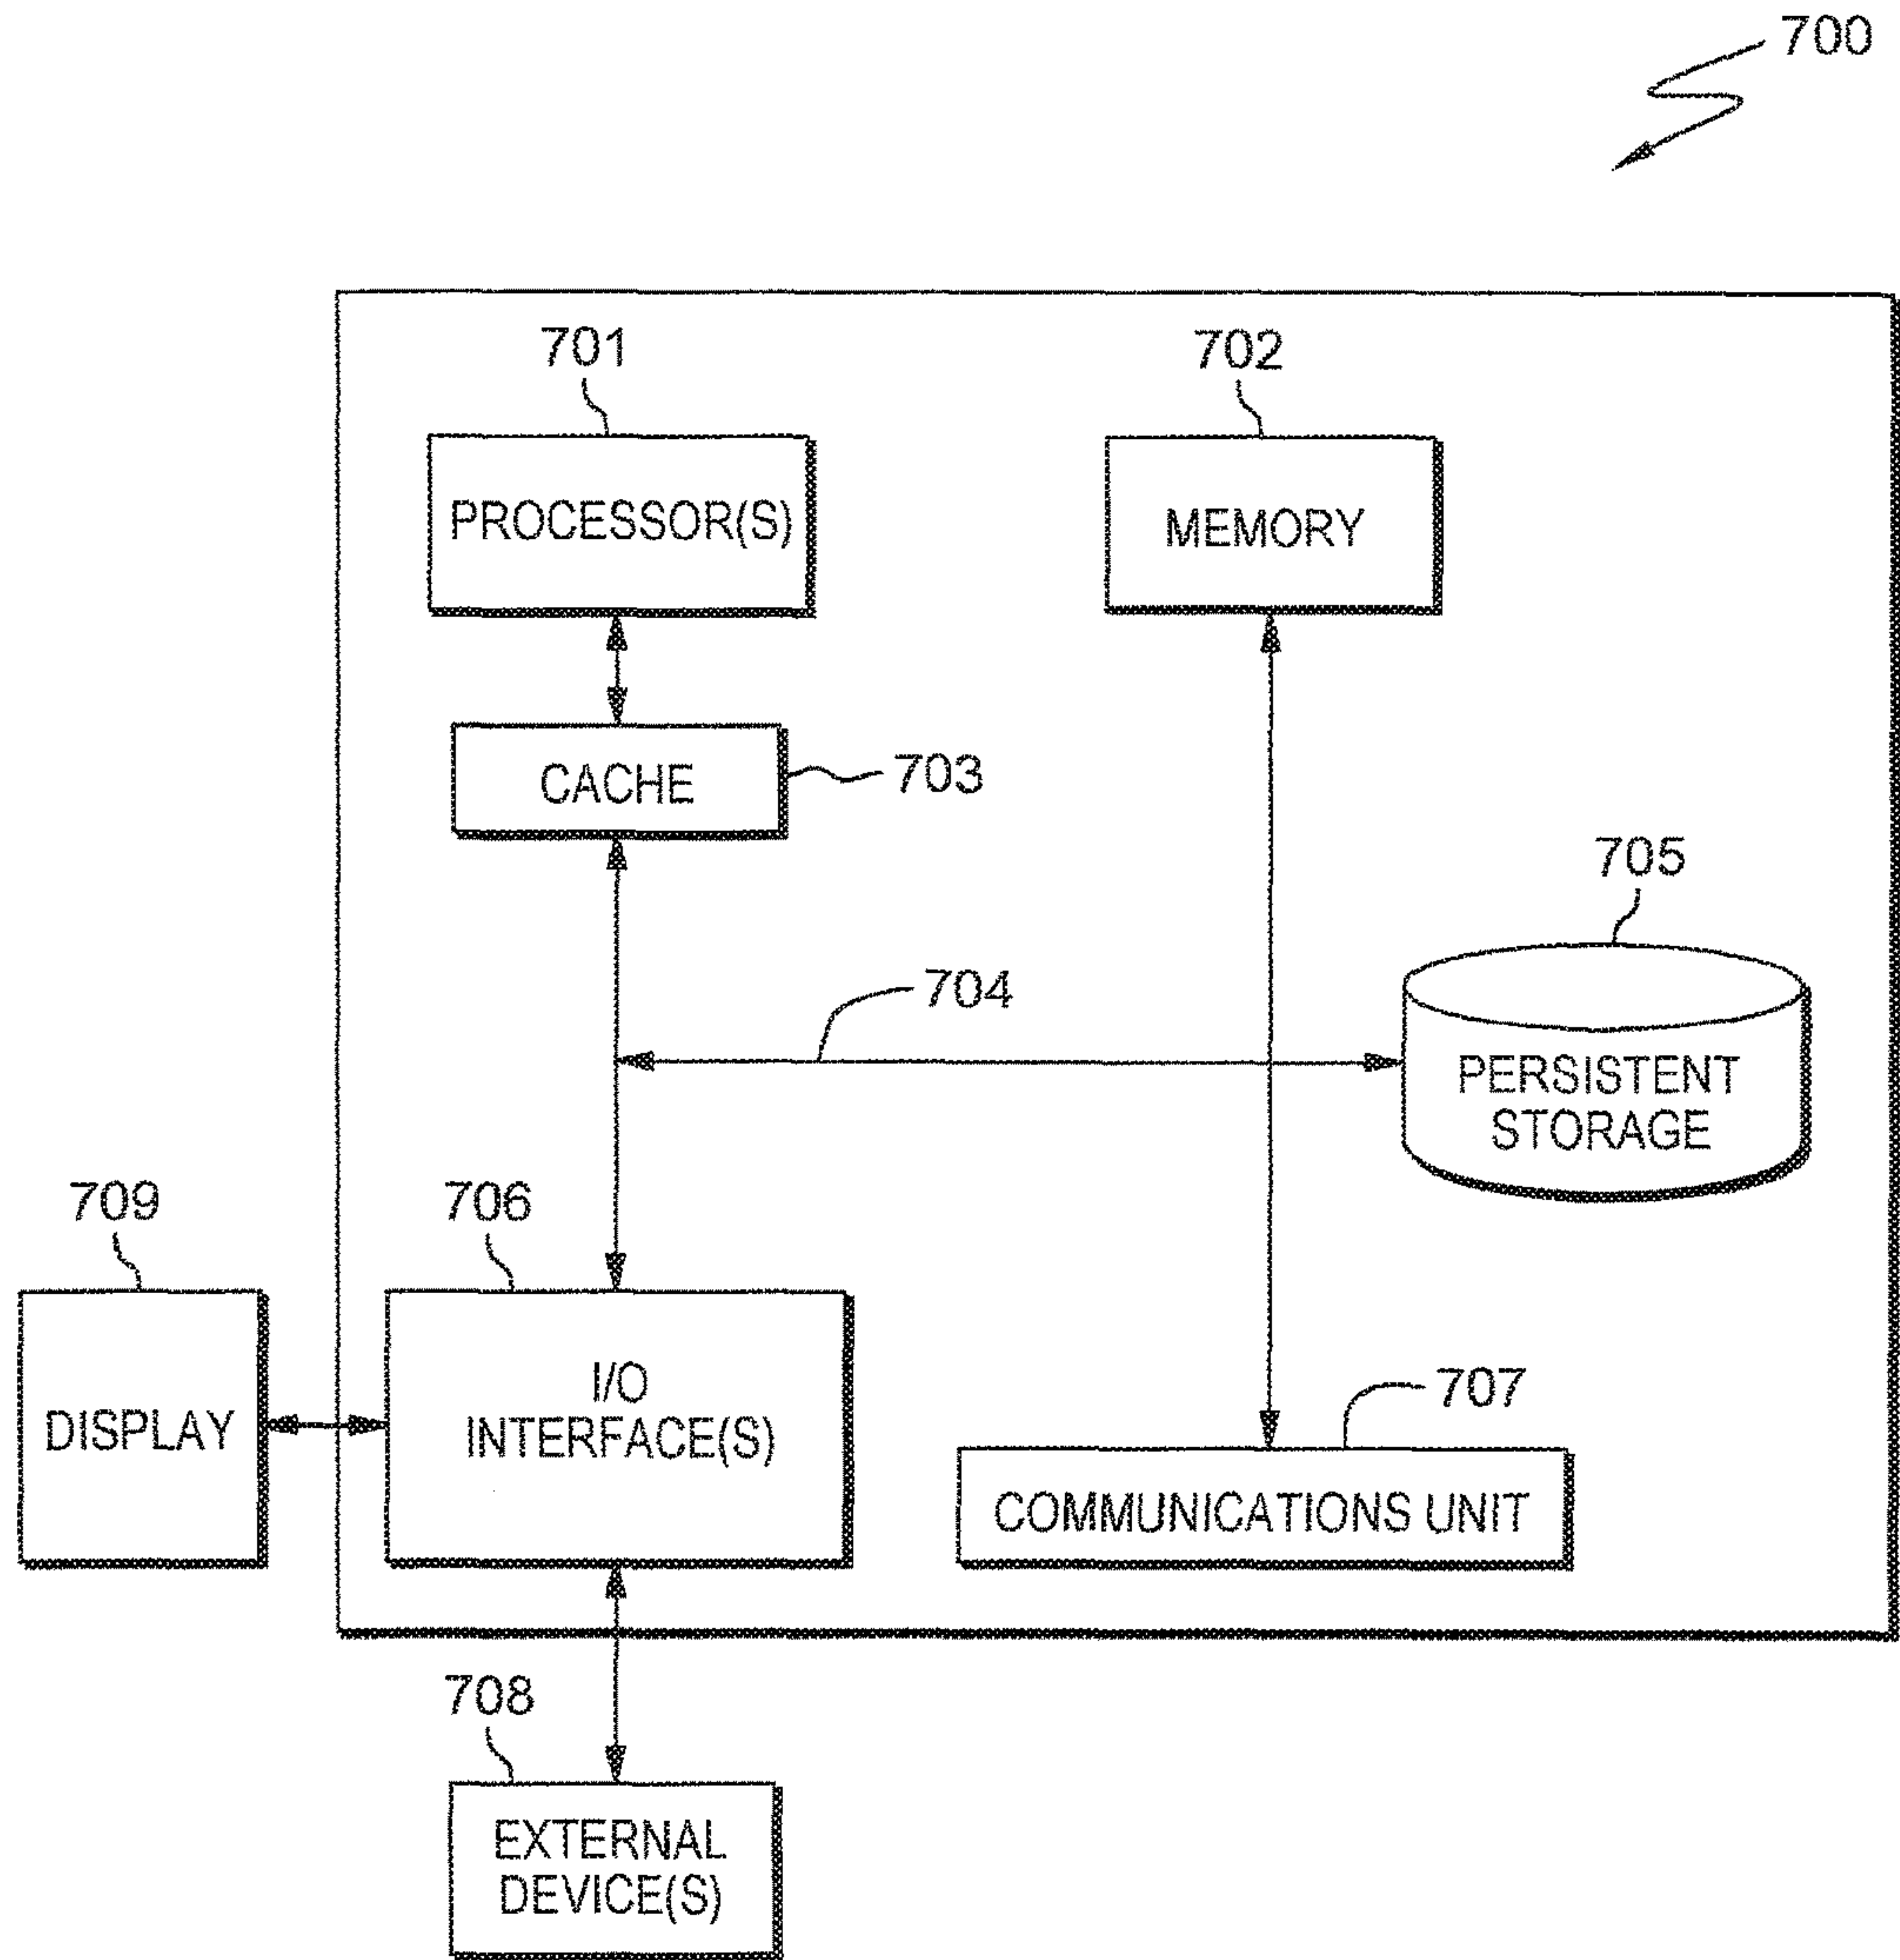 700
701
702
PROCESSOR(S)
MEMORY
CACHE
703
705
704
PERSISTENT
STORAGE
709
706
I/O
INTERFACE(S)
DISPLAY
707
COMMUNICATIONS UNIT
708
EXTERNAL
DEVICE(S)